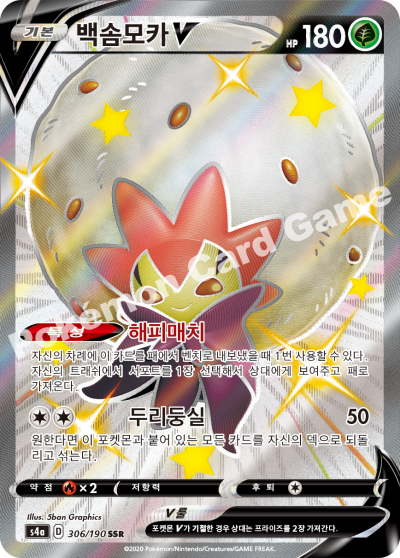 기본 백솜모카 V HP 180
Pokémon Card Game
특성 해피매치
자신의 차례에 이 카드를 패에서 벤치로 내보냈을 때 1번 사용할 수 있다.
자신의 트래쉬에서 서포트를 1장 선택해서 상대에게 보여주고 패로
가져온다.
두리둥실 50
원한다면 이 포켓몬과 붙어 있는 모든 카드를 자신의 덱으로 되돌
리고 섞는다.
약점 ×2 저항력 후퇴
Illus. 5ban Graphics
s4a D 306/190 SSR
V룰
포켓몬 V가 기절한 경우 상대는 프라이즈를 2장 가져간다.
©2020 Pokémon/Nintendo/Creatures/GAME FREAK.